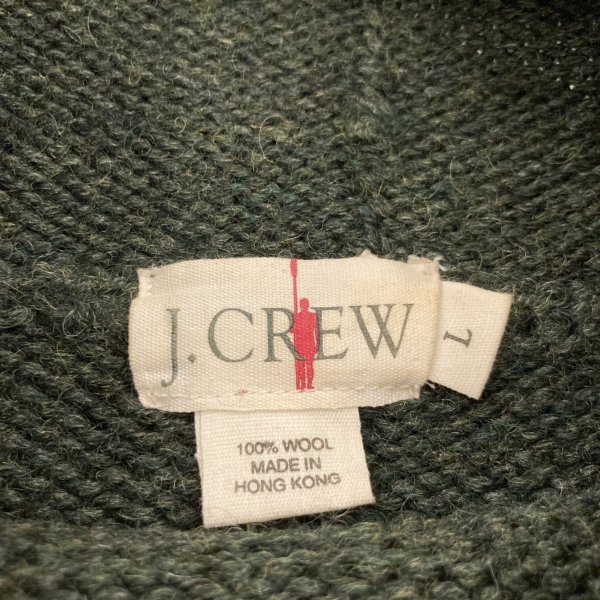 J.CREW
L
100% WOOL
MADE IN
HONG KONG